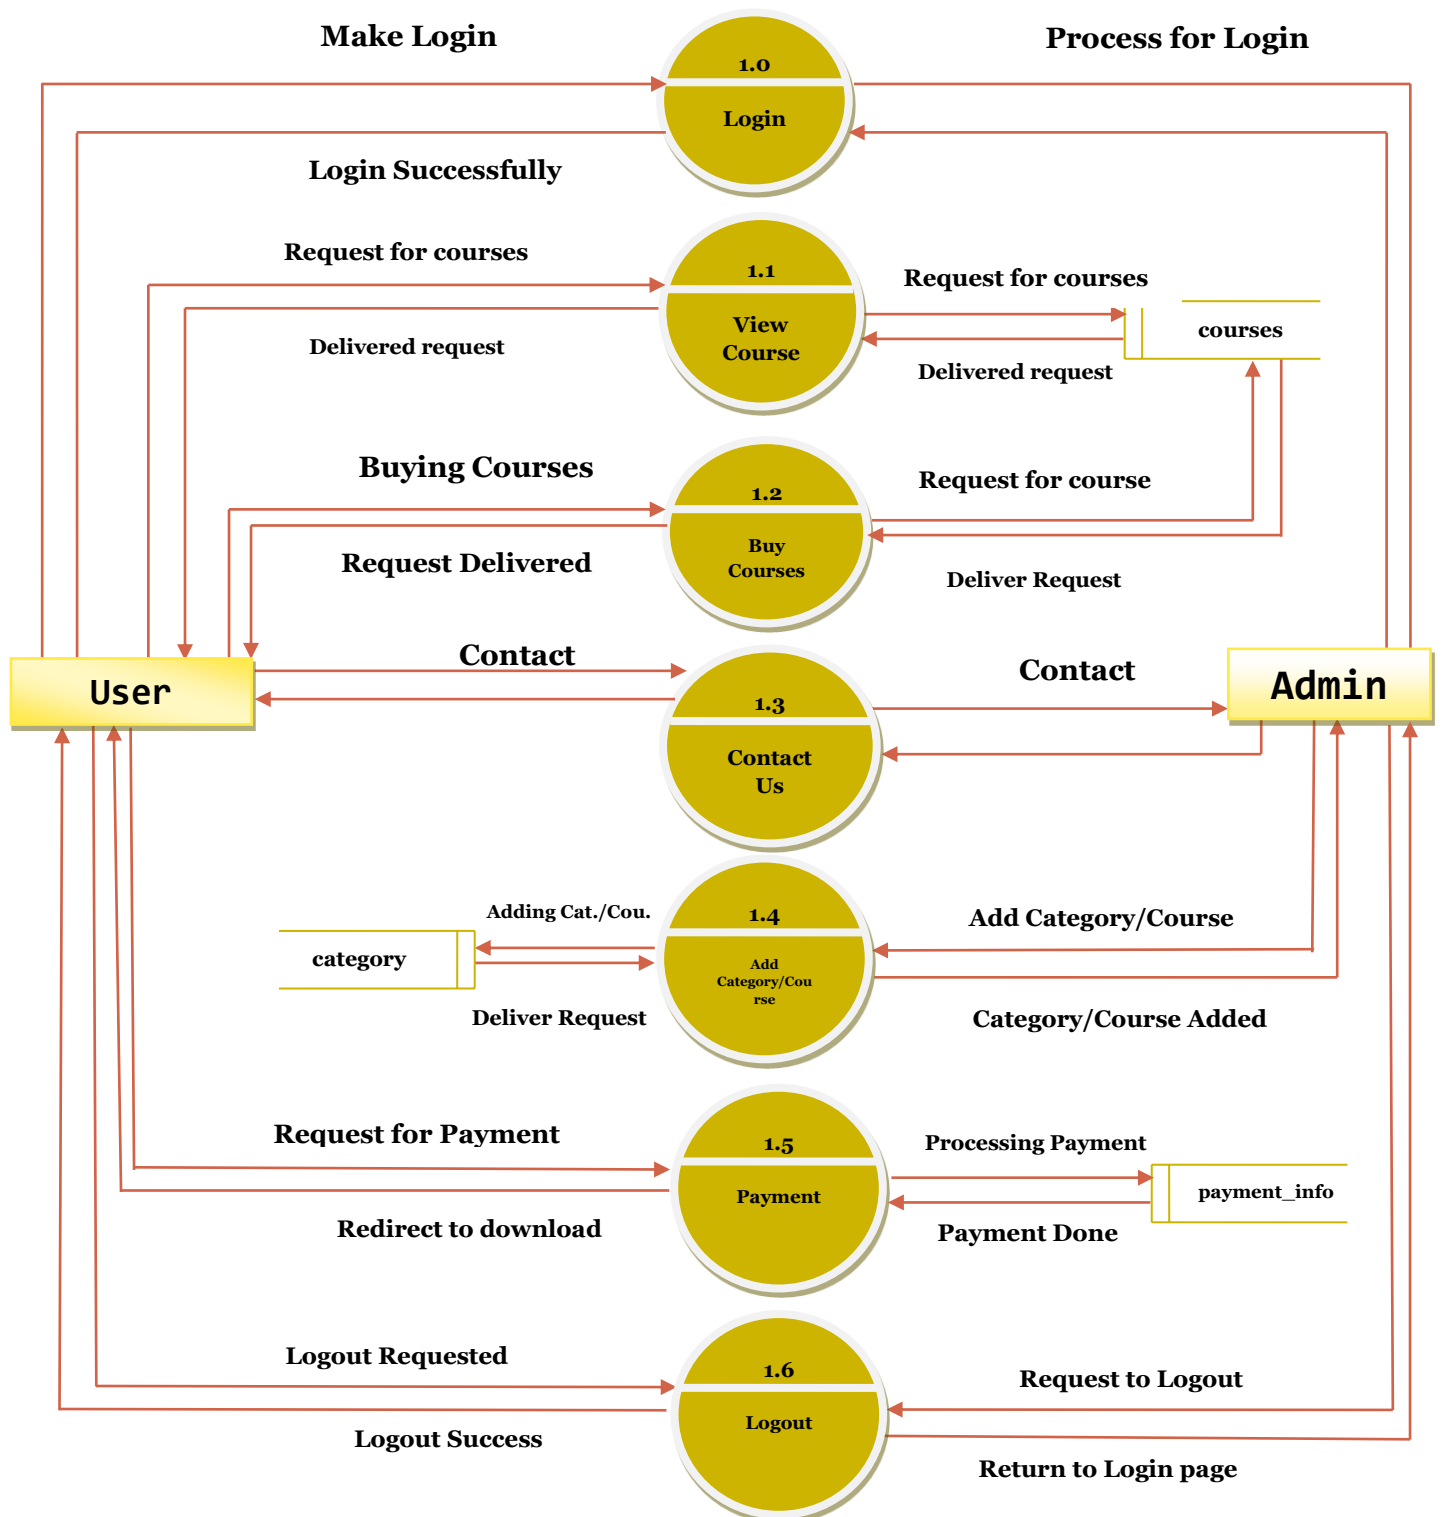 Make Login
Process for Login
1.0
Login
Login Successfully
Request for courses
1.1
Request for courses
View
Course
courses
Delivered request
Delivered request
Buying Courses
1.2
Request for course
Buy
Courses
Request Delivered
Deliver Request
Contact
Contact
User
Admin
1.3
Contact
Us
Adding Cat./Cou.
1.4
Add Category/Course
category
Add
Category/Cou
rse
Deliver Request
Category/Course Added
Request for Payment
1.5
Processing Payment
Payment
payment_info
Redirect to download
Payment Done
Logout Requested
1.6
Request to Logout
Logout
Logout Success
Return to Login page